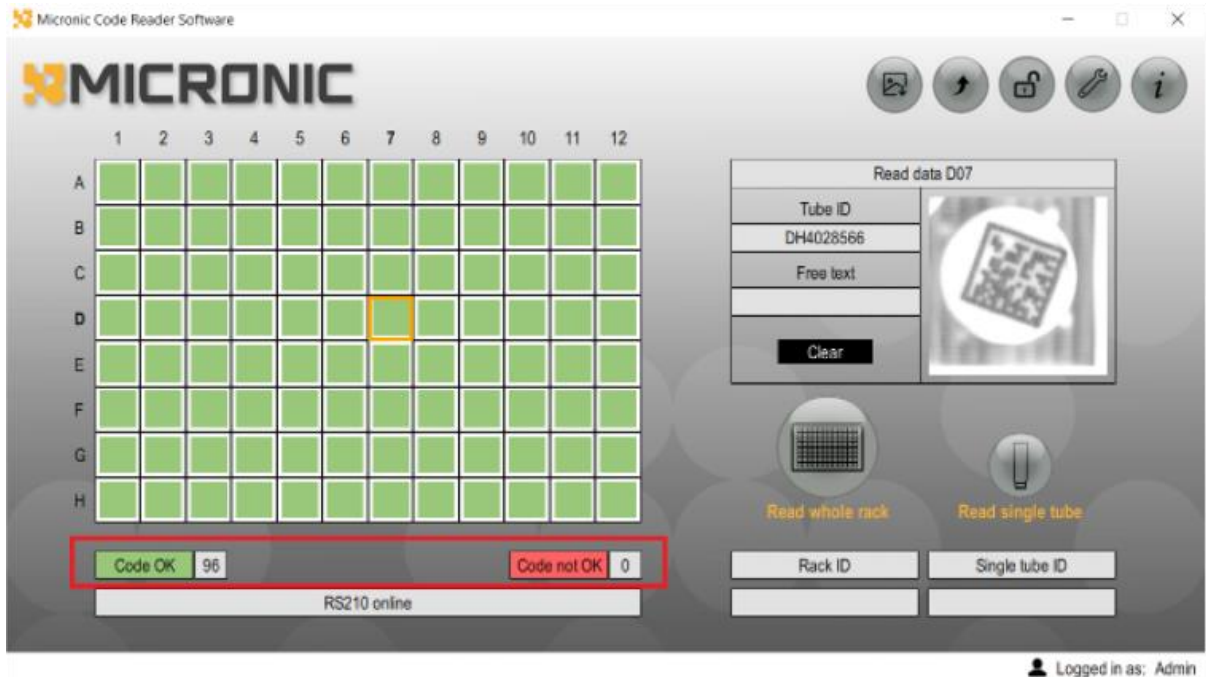 Micronic Code Reader Software
MICRONIC
1 2 3 4 5 6 7 8 9 10 11 12
A
B
C
D
E
F
G
H
Read data D07
Tube ID
DH4028566
Free text
Clear
Read whole rack
Read single tube
Code OK 96
Code not OK 0
RS210 online
Rack ID
Single tube ID
Logged in as: Admin